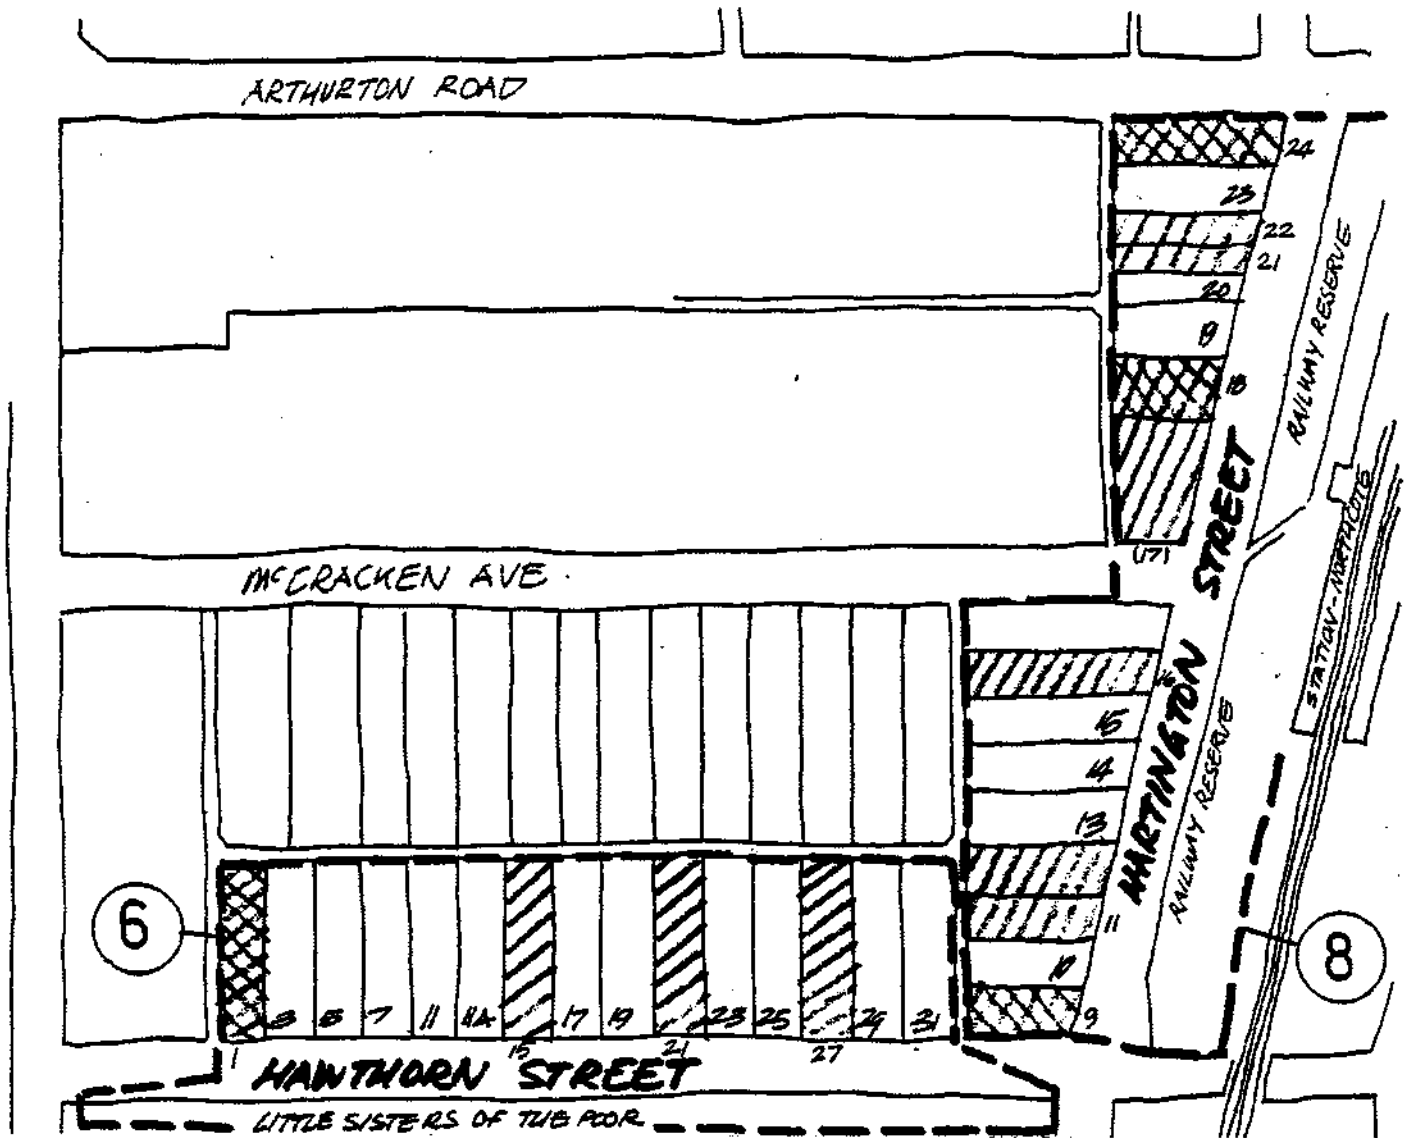 ARTHURTON ROAD
24
23
22
21
20
19
18
(17)
RAILWAY RESERVE
STATION - NORTHCOTE
McCRACKEN AVE
MARTINGTON STREET
16
15
14
13
11
10
9
RAILWAY RESERVE
6
8
3 5 7 11 11A 17 19 23 25 29 31
1 15 21 27
HAWTHORN STREET
LITTLE SISTERS OF THE POOR